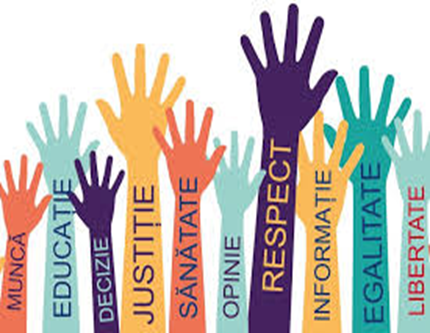 MUNCĂ
EDUCAȚIE
DECIZIE
JUSTIȚIE
SĂNĂTATE
OPINIE
RESPECT
INFORMAȚIE
EGALITATE
LIBERTATE